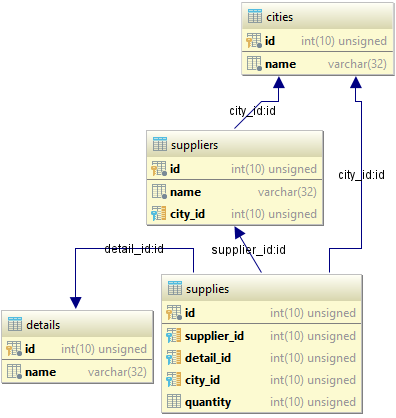 cities
id int(10) unsigned
name varchar(32)
city_id:id
suppliers
id int(10) unsigned
name varchar(32)
city_id int(10) unsigned
city_id:id
detail_id:id
supplier_id:id
supplies
id int(10) unsigned
supplier_id int(10) unsigned
detail_id int(10) unsigned
city_id int(10) unsigned
quantity int(10) unsigned
details
id int(10) unsigned
name varchar(32)